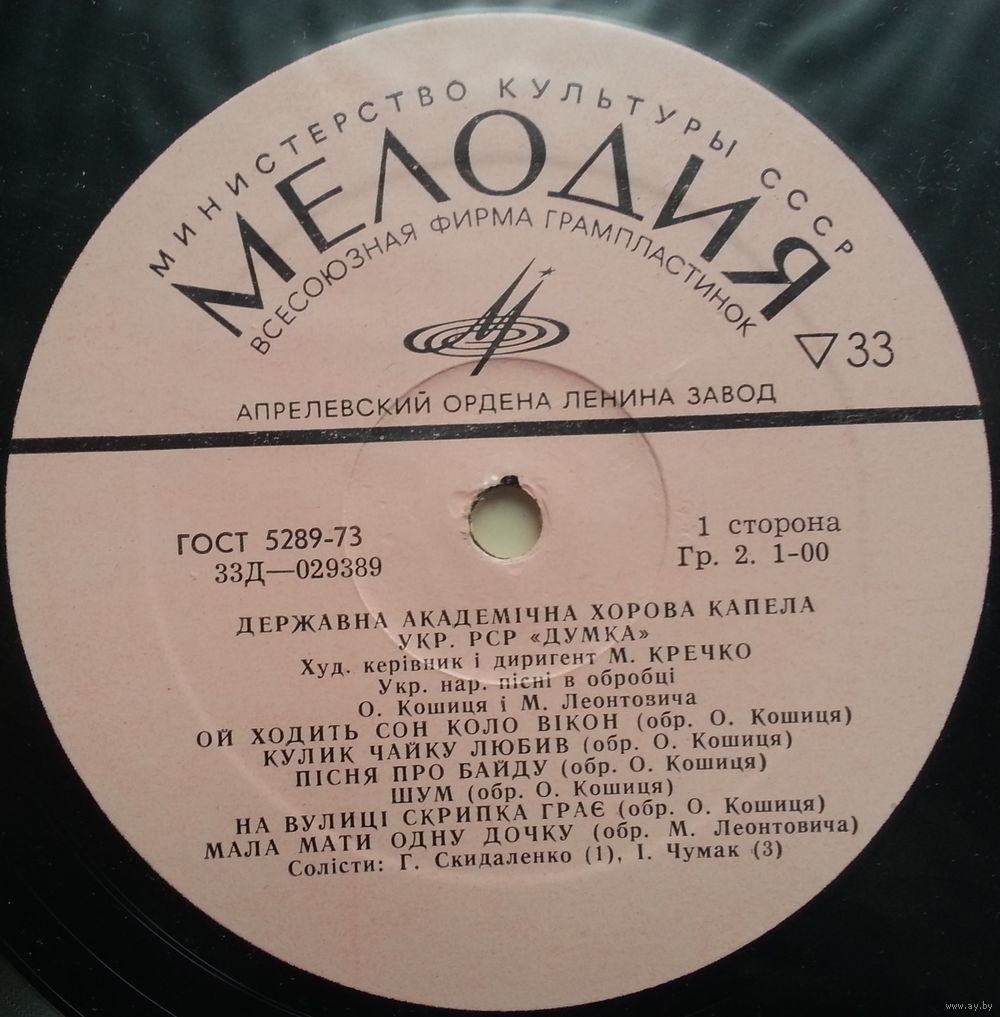 МИНИСТЕРСТВО КУЛЬТУРЫ СССР
МЕЛОДИЯ
ВСЕСОЮЗНАЯ ФИРМА ГРАМПЛАСТИНОК
33
АПРЕЛЕВСКИЙ ОРДЕНА ЛЕНИНА ЗАВОД
ГОСТ 5289-73
33Д—029389
1 сторона
Гр. 2. 1-00
ДЕРЖАВНА АКАДЕМІЧНА ХОРОВА КАПЕЛА
УКР. РСР «ДУМКА»
Худ. керівник і диригент М. КРЕЧКО
Укр. нар. пісні в обробці
О. Кошиця і М. Леонтовича
ОЙ ХОДИТЬ СОН КОЛО ВІКОН (обр. О. Кошиця)
КУЛИК ЧАЙКУ ЛЮБИВ (обр. О. Кошиця)
ПІСНЯ ПРО БАЙДУ (обр. О. Кошиця)
ШУМ (обр. О. Кошиця)
НА ВУЛИЦІ СКРИПКА ГРАЄ (обр. О. Кошиця)
МАЛА МАТИ ОДНУ ДОЧКУ (обр. М. Леонтовича)
Солісти: Г. Скидаленко (1), І. Чумак (3)
www.ay.by